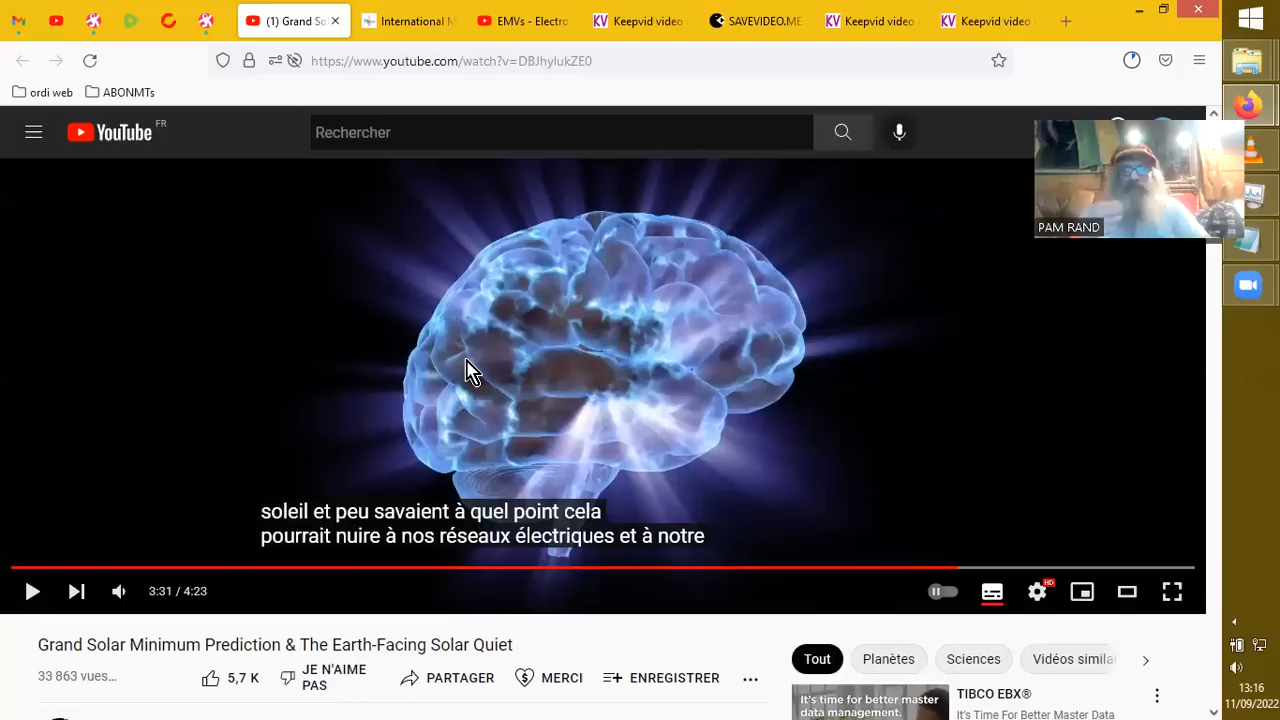 (1) Grand So
International M
EMVs - Electro
KV Keepvid video
SAVEVIDEO.ME
KV Keepvid video
KV Keepvid video
https://www.youtube.com/watch?v=DBJhylukZE0
ordi web
ABONMTs
YouTube FR
Rechercher
PAM RAND
soleil et peu savaient à quel point cela
pourrait nuire à nos réseaux électriques et à notre
3:31 / 4:23
HD
Grand Solar Minimum Prediction & The Earth-Facing Solar Quiet
33 863 vues...
5,7 K
JE N'AIME
PAS
PARTAGER
MERCI
ENREGISTRER
Tout
Planètes
Sciences
Vidéos simila
It's time for better master
data management.
TIBCO EBX®
It's Time For Better Master Data
13:16
11/09/2022